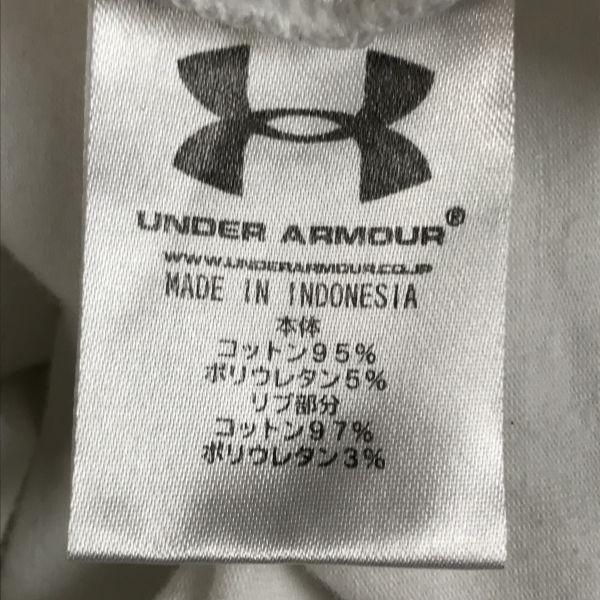 UNDER ARMOUR®
WWW.UNDERARMOUR.CO.JP
MADE IN INDONESIA
本体
コットン95%
ポリウレタン5%
リブ部分
コットン97%
ポリウレタン3%